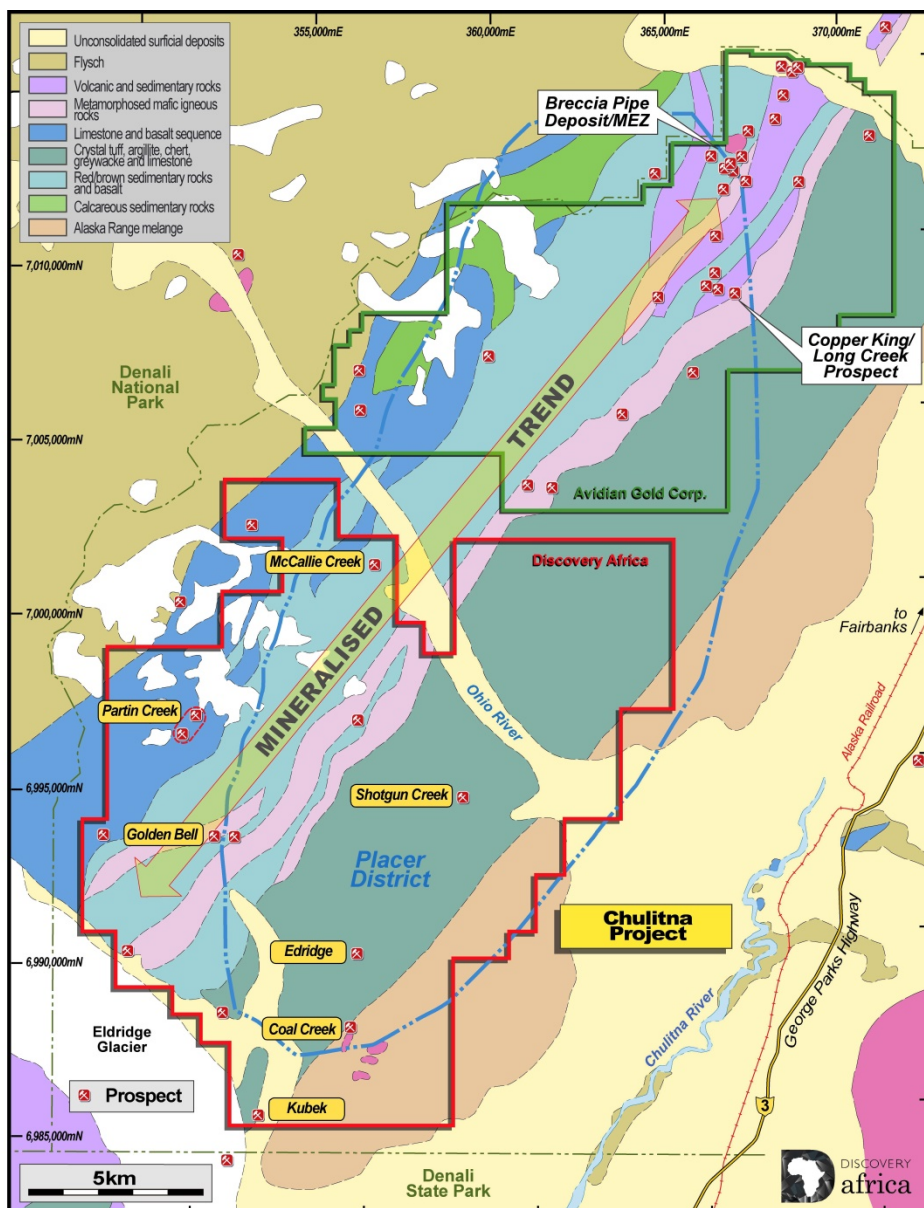 355,000mE
360,000mE
365,000mE
370,000mE
Unconsolidated surficial deposits
Flysch
Volcanic and sedimentary rocks
Metamorphosed mafic igneous
rocks
Limestone and basalt sequence
Crystal tuff, argillite, chert,
greywacke and limestone
Red/brown sedimentary rocks
and basalt
Calcareous sedimentary rocks
Alaska Range melange
Breccia Pipe
Deposit/MEZ
7,010,000mN
Copper King/
Long Creek
Prospect
Denali
National
Park
TREND
7,005,000mN
Avidian Gold Corp.
McCallie Creek
Discovery Africa
7,000,000mN
to
Fairbanks
MINERALISED
Partin Creek
Ohio River
Alaska Railroad
6,995,000mN
Shotgun Creek
Golden Bell
Placer
District
Chulitna
Project
George Parks Highway
Edridge
6,990,000mN
Chulitna River
Coal Creek
Eldridge
Glacier
Prospect
Kubek
3
6,985,000mN
5km
Denali
State Park
DISCOVERY
africa